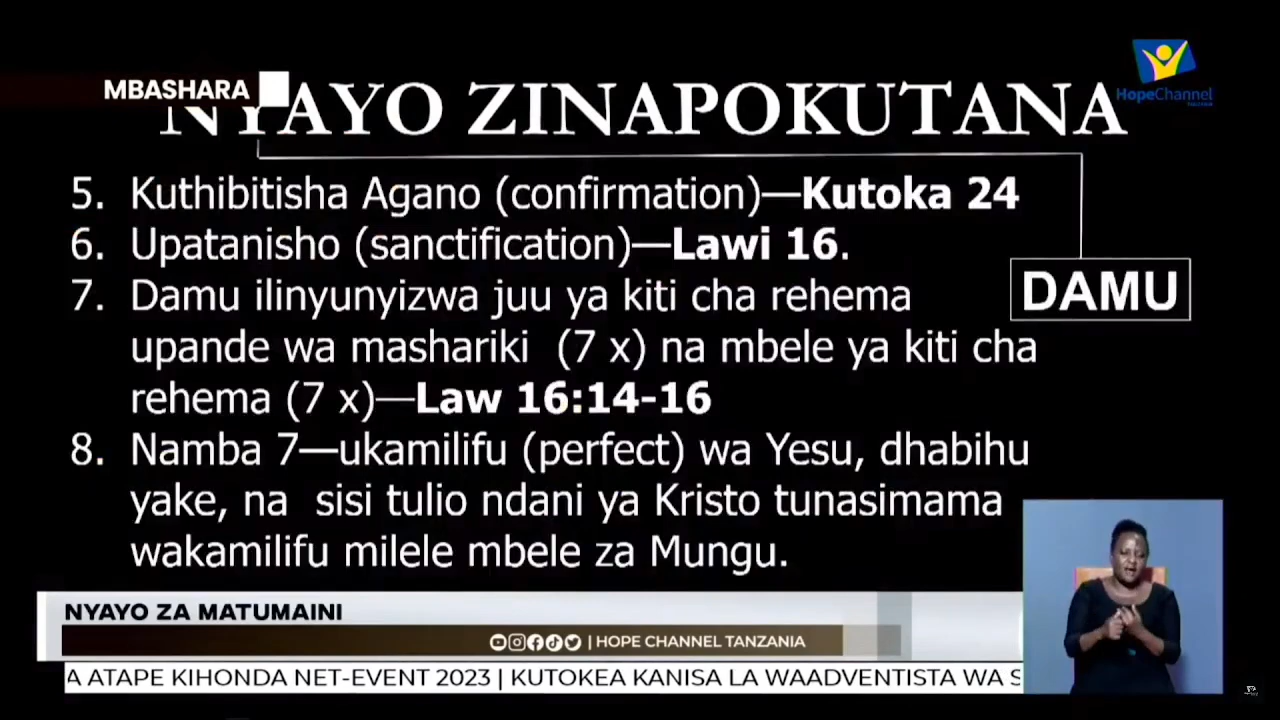 MBASHARA
NYAYO ZINAPOKUTANA
HopeChannel
TANZANIA
5. Kuthibitisha Agano (confirmation)—Kutoka 24
6. Upatanisho (sanctification)—Lawi 16.
DAMU
7. Damu ilinyunyizwa juu ya kiti cha rehema
upande wa mashariki (7 x) na mbele ya kiti cha
rehema (7 x)—Law 16:14-16
8. Namba 7—ukamilifu (perfect) wa Yesu, dhabihu
yake, na sisi tulio ndani ya Kristo tunasimama
wakamilifu milele mbele za Mungu.
NYAYO ZA MATUMAINI
| HOPE CHANNEL TANZANIA
A ATAPE KIHONDA NET-EVENT 2023 | KUTOKEA KANISA LA WAADVENTISTA WA S